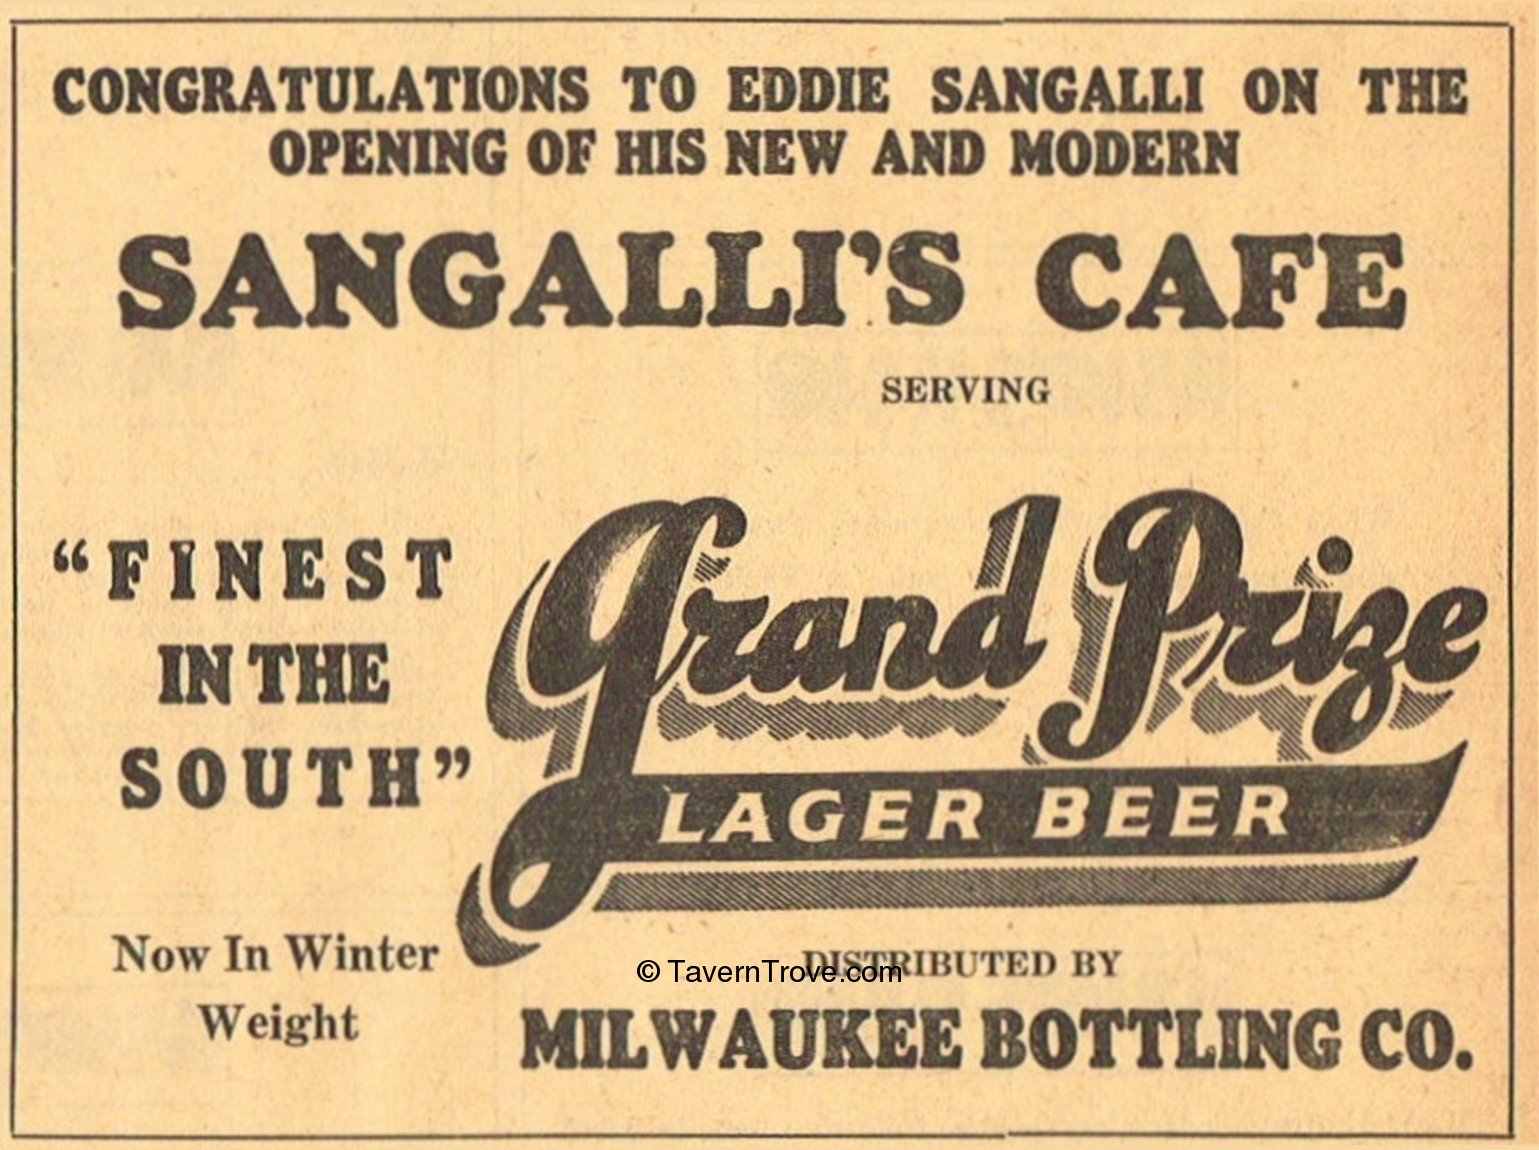 CONGRATULATIONS TO EDDIE SANGALLI ON THE
OPENING OF HIS NEW AND MODERN
SANGALLI'S CAFE
SERVING
"FINEST
IN THE
SOUTH"
Grand Prize
LAGER BEER
Now In Winter
Weight
DISTRIBUTED BY
© TavernTrove.com
MILWAUKEE BOTTLING CO.